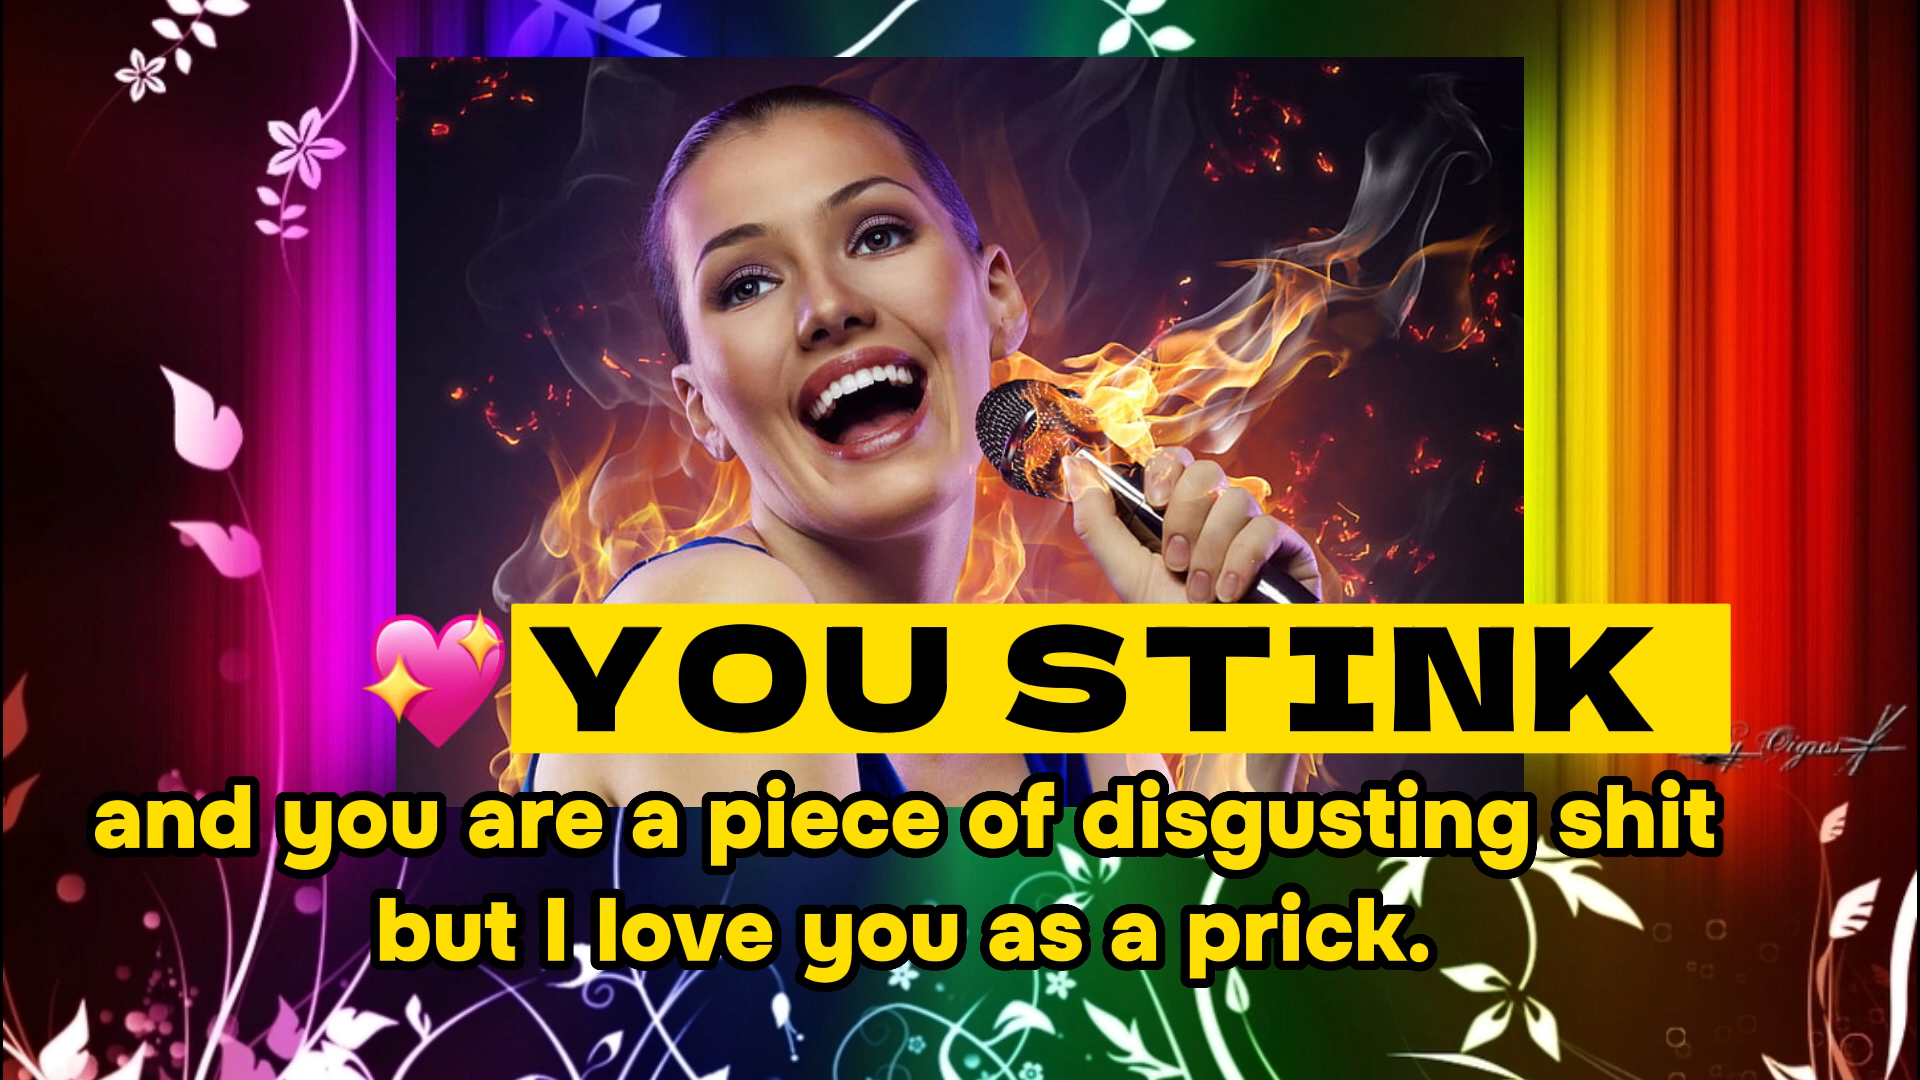 💖YOU STINK
and you are a piece of disgusting shit
but I love you as a prick.